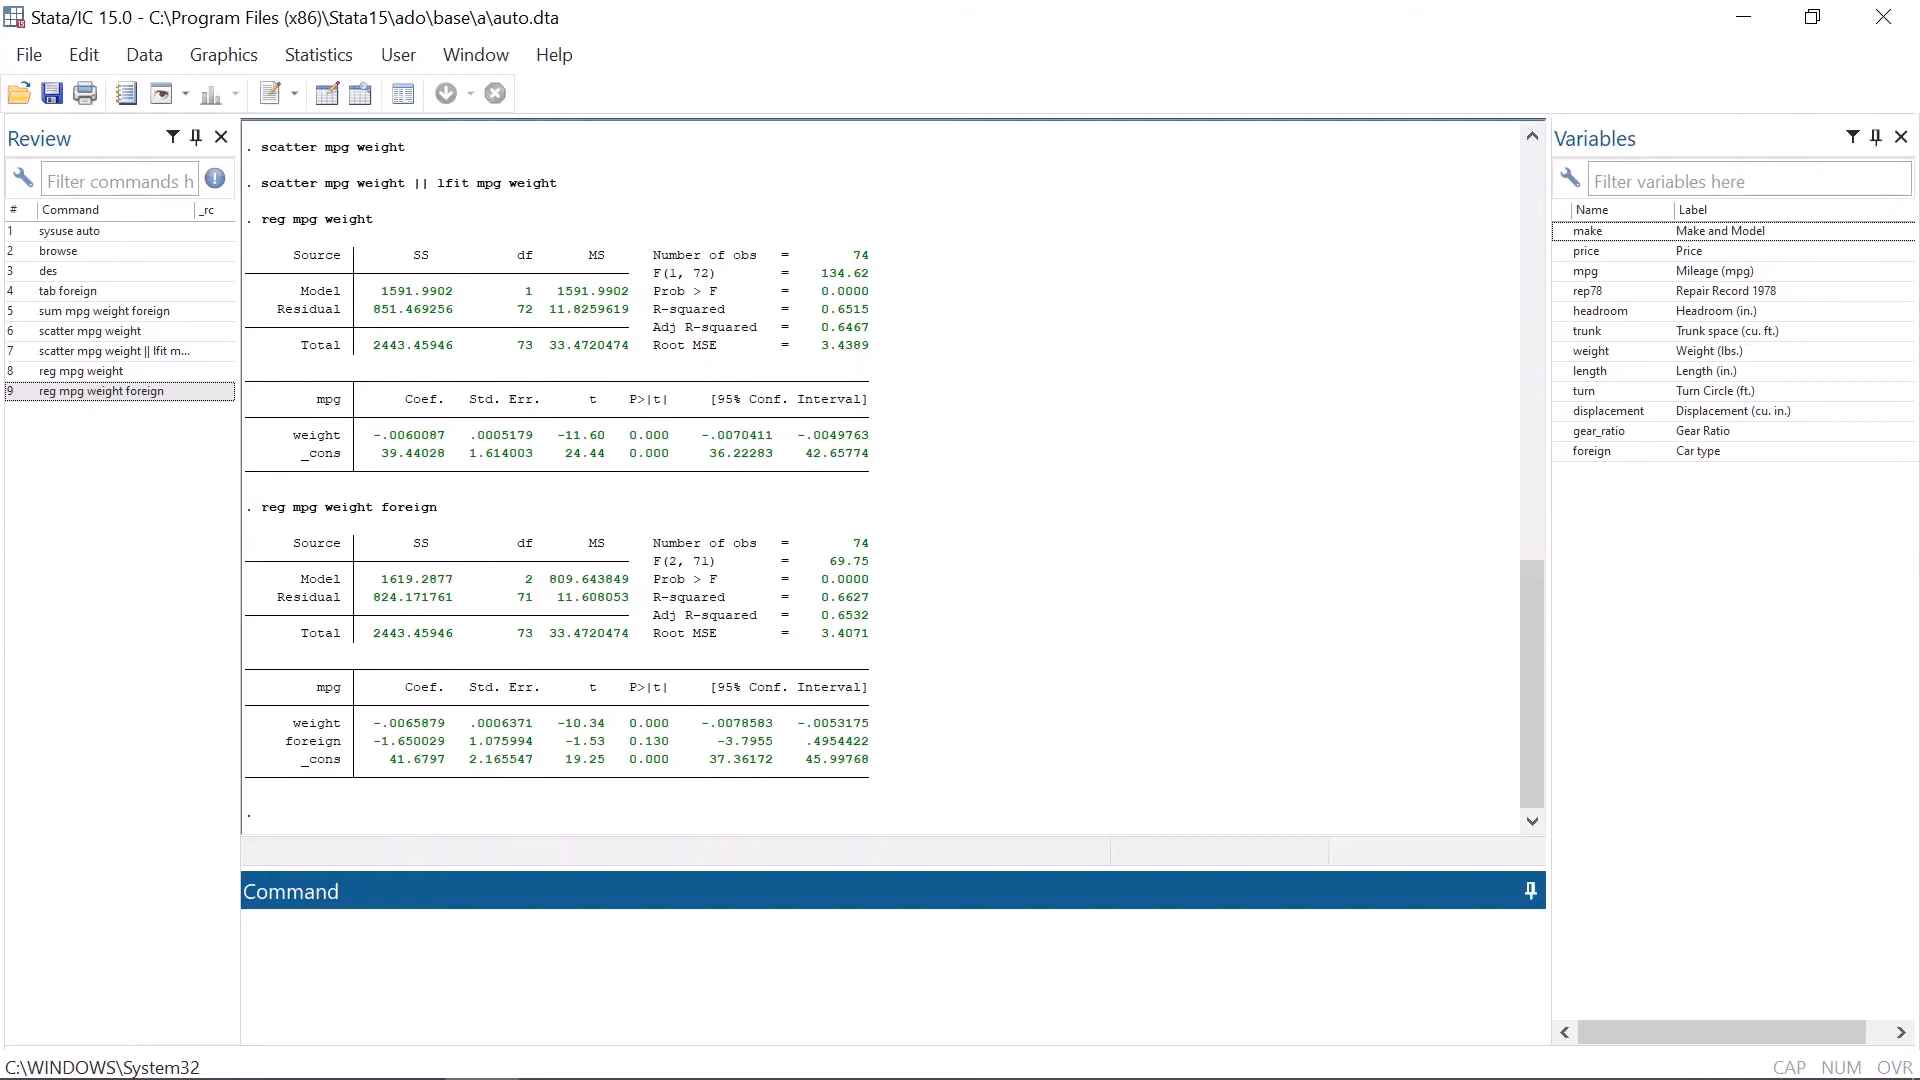 Stata/IC 15.0 - C:\Program Files (x86)\Stata15\ado\base\a\auto.dta
File Edit Data Graphics Statistics User Window Help
Review
Filter commands h
# Command _rc
1 sysuse auto
2 browse
3 des
4 tab foreign
5 sum mpg weight foreign
6 scatter mpg weight
7 scatter mpg weight || lfit m...
8 reg mpg weight
9 reg mpg weight foreign
. scatter mpg weight
. scatter mpg weight || lfit mpg weight
. reg mpg weight
Source SS df MS Number of obs = 74
F(1, 72) = 134.62
Model 1591.9902 1 1591.9902 Prob > F = 0.0000
Residual 851.469256 72 11.8259619 R-squared = 0.6515
Adj R-squared = 0.6467
Total 2443.45946 73 33.4720474 Root MSE = 3.4389
mpg Coef. Std. Err. t P>|t| [95% Conf. Interval]
weight -.0060087 .0005179 -11.60 0.000 -.0070411 -.0049763
_cons 39.44028 1.614003 24.44 0.000 36.22283 42.65774
. reg mpg weight foreign
Source SS df MS Number of obs = 74
F(2, 71) = 69.75
Model 1619.2877 2 809.643849 Prob > F = 0.0000
Residual 824.171761 71 11.608053 R-squared = 0.6627
Adj R-squared = 0.6532
Total 2443.45946 73 33.4720474 Root MSE = 3.4071
mpg Coef. Std. Err. t P>|t| [95% Conf. Interval]
weight -.0065879 .0006371 -10.34 0.000 -.0078583 -.0053175
foreign -1.650029 1.075994 -1.53 0.130 -3.7955 .4954422
_cons 41.6797 2.165547 19.25 0.000 37.36172 45.99768
.
Command
Variables
Filter variables here
Name Label
make Make and Model
price Price
mpg Mileage (mpg)
rep78 Repair Record 1978
headroom Headroom (in.)
trunk Trunk space (cu. ft.)
weight Weight (lbs.)
length Length (in.)
turn Turn Circle (ft.)
displacement Displacement (cu. in.)
gear_ratio Gear Ratio
foreign Car type
C:\WINDOWS\System32
CAP NUM OVR